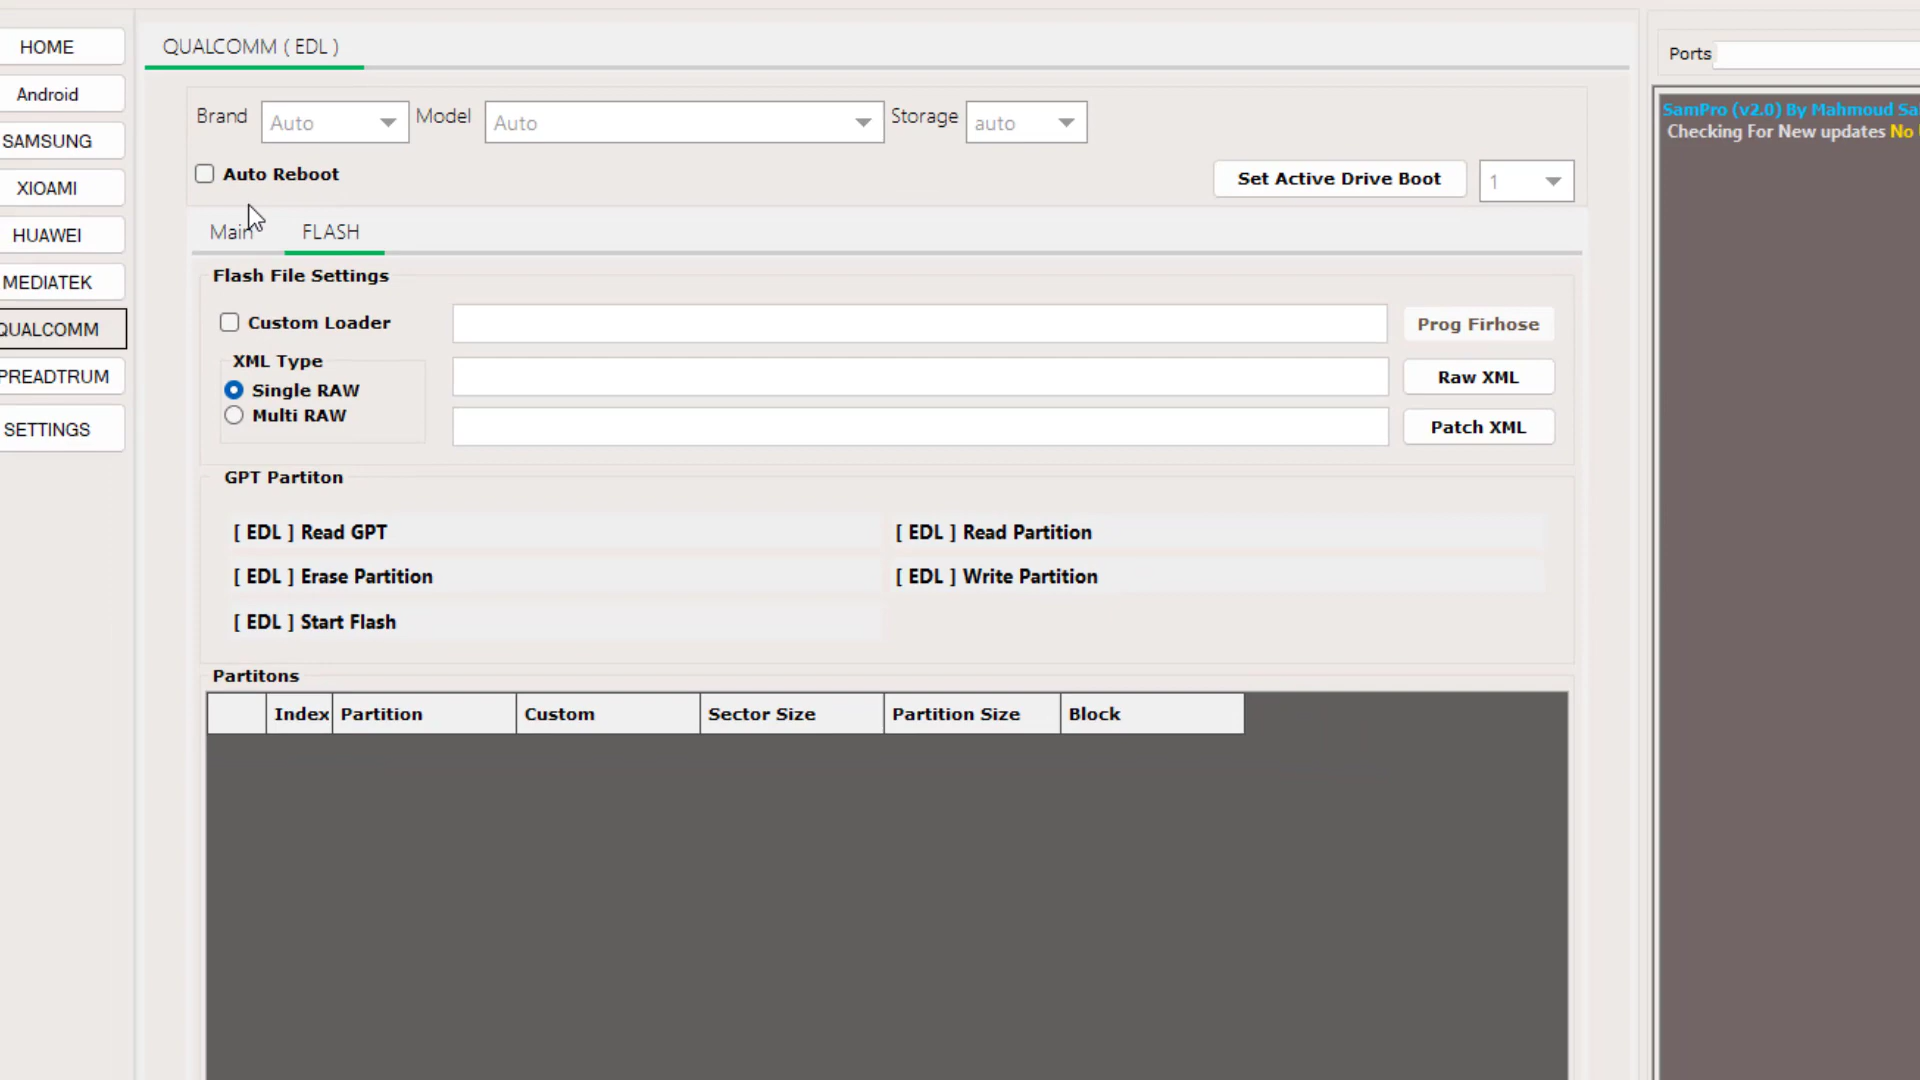 HOME
Android
SAMSUNG
XIOAMI
HUAWEI
MEDIATEK
QUALCOMM
PREADTRUM
SETTINGS
QUALCOMM ( EDL )
Brand Auto Model Auto Storage auto
Auto Reboot
Set Active Drive Boot 1
Main FLASH
Flash File Settings
Custom Loader Prog Firhose
XML Type
Single RAW Raw XML
Multi RAW Patch XML
GPT Partiton
[ EDL ] Read GPT [ EDL ] Read Partition
[ EDL ] Erase Partition [ EDL ] Write Partition
[ EDL ] Start Flash
Partitons
Index Partition Custom Sector Size Partition Size Block
Ports
SamPro (v2.0) By Mahmoud Sa
Checking For New updates No